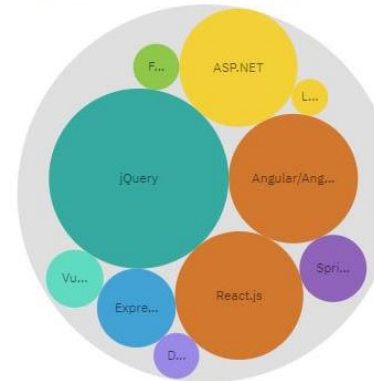 F...
ASP.NET
L...
jQuery
Angular/Ang...
Vu...
Spri...
Expre...
React.js
D...